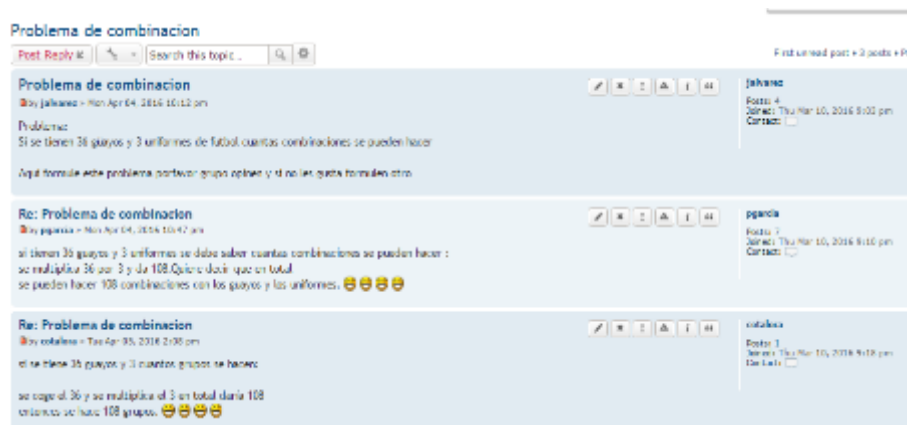 Problema de combinacion
Post Reply
Search this topic...
First unread post • 3 posts •
Problema de combinacion
by jalvarez » Mon Apr 04, 2016 10:12 pm
Problema:
Si se tienen 36 guayos y 3 uniformes de futbol cuantas combinaciones se pueden hacer
Aqui formule este problema porfavor grupo opinen y si no les gusta formulen otro
jalvarez
Posts: 4
Joined: Thu Mar 10, 2016 9:03 pm
Contact:
Re: Problema de combinacion
by pgarcia » Mon Apr 04, 2016 10:47 pm
si tienen 36 guayos y 3 uniformes se debe saber cuantas combinaciones se pueden hacer :
se multiplica 36 por 3 y da 108.Quiere decir que en total
se pueden hacer 108 combinaciones con los guayos y los uniformes.
pgarcia
Posts: 7
Joined: Thu Mar 10, 2016 9:10 pm
Contact:
Re: Problema de combinacion
by cotalora » Tue Apr 05, 2016 2:08 pm
si se tiene 36 guayos y 3 cuantos grupos se hacen:
se coge el 36 y se multiplica el 3 en total daria 108
entonces se hace 108 grupos.
cotalora
Posts: 1
Joined: Thu Mar 10, 2016 9:18 pm
Contact: